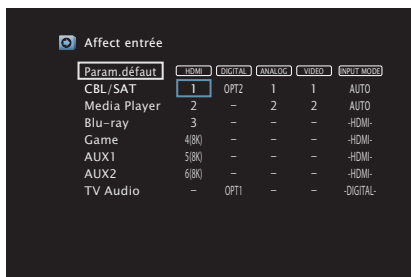 Affect entrée
Param.défaut HDMI DIGITAL ANALOG VIDEO INPUT MODE
CBL/SAT 1 OPT2 1 1 AUTO
Media Player 2 – 2 2 AUTO
Blu-ray 3 – – – -HDMI-
Game 4(8K) – – – -HDMI-
AUX1 5(8K) – – – -HDMI-
AUX2 6(8K) – – – -HDMI-
TV Audio – OPT1 – – -DIGITAL-